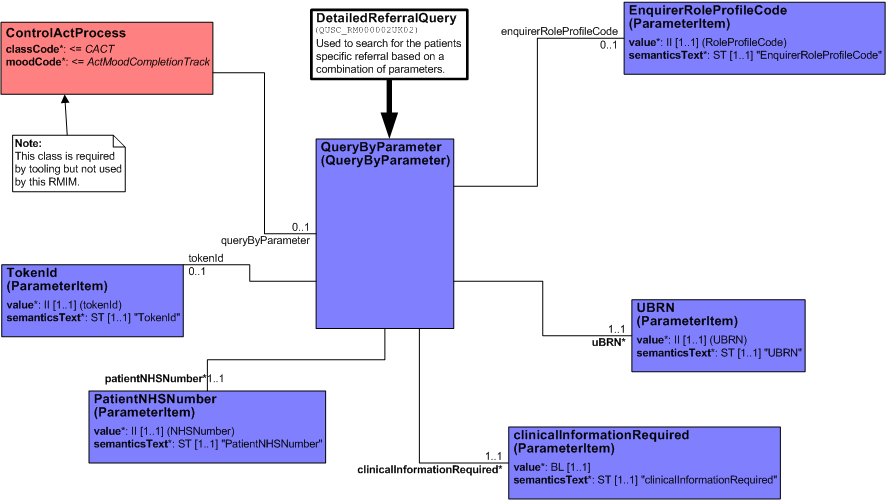 ControlActProcess
classCode*: <= CACT
moodCode*: <= ActMoodCompletionTrack
Note:
This class is required
by tooling but not used
by this RMIM.
DetailedReferralQuery
(QUSC_RM000002UK02)
Used to search for the patients
specific referral based on a
combination of parameters.
enquirerRoleProfileCode
0..1
EnquirerRoleProfileCode
(ParameterItem)
value*: II [1..1] (RoleProfileCode)
semanticsText*: ST [1..1] "EnquirerRoleProfileCode"
QueryByParameter
(QueryByParameter)
0..1
queryByParameter
tokenId
0..1
TokenId
(ParameterItem)
value*: II [1..1] (tokenId)
semanticsText*: ST [1..1] "TokenId"
1..1
uBRN*
UBRN
(ParameterItem)
value*: II [1..1] (UBRN)
semanticsText*: ST [1..1] "UBRN"
patientNHSNumber*
1..1
PatientNHSNumber
(ParameterItem)
value*: II [1..1] (NHSNumber)
semanticsText*: ST [1..1] "PatientNHSNumber"
1..1
clinicalInformationRequired*
clinicalInformationRequired
(ParameterItem)
value*: BL [1..1]
semanticsText*: ST [1..1] "clinicalInformationRequired"